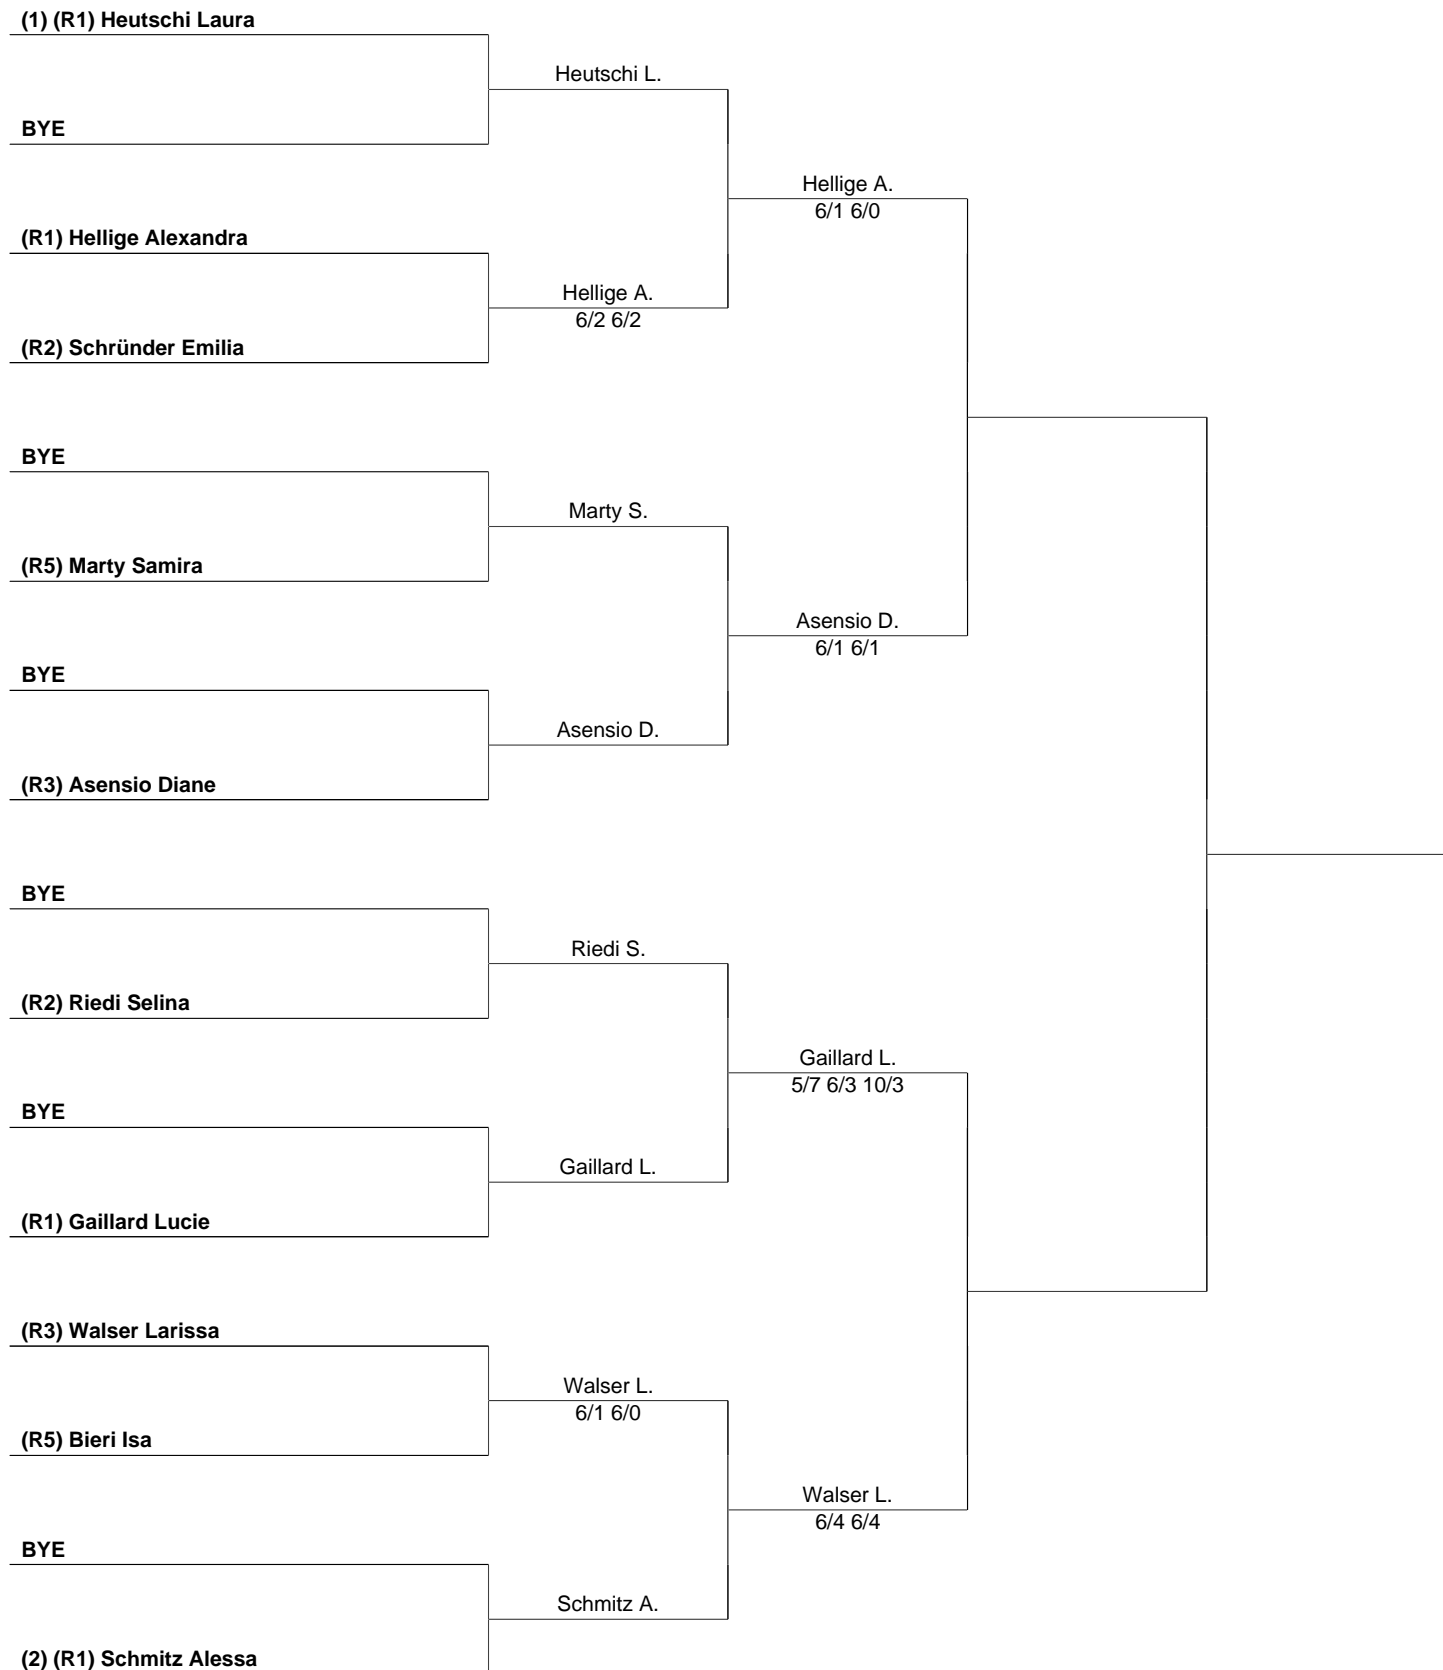 (1) (R1) Heutschi Laura
Heutschi L.
BYE
Hellige A.
6/1 6/0
(R1) Hellige Alexandra
Hellige A.
6/2 6/2
(R2) Schründer Emilia
BYE
Marty S.
(R5) Marty Samira
Asensio D.
6/1 6/1
BYE
Asensio D.
(R3) Asensio Diane
BYE
Riedi S.
(R2) Riedi Selina
Gaillard L.
5/7 6/3 10/3
BYE
Gaillard L.
(R1) Gaillard Lucie
(R3) Walser Larissa
Walser L.
6/1 6/0
(R5) Bieri Isa
Walser L.
6/4 6/4
BYE
Schmitz A.
(2) (R1) Schmitz Alessa